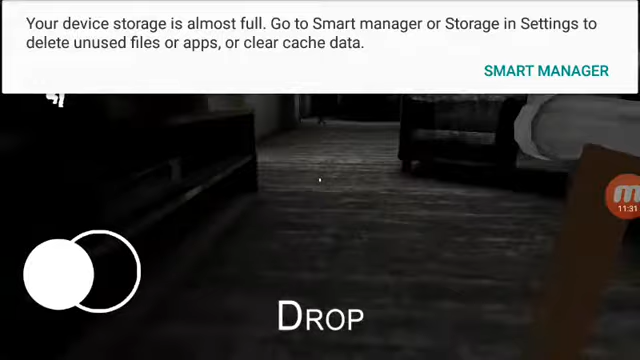 Your device storage is almost full. Go to Smart manager or Storage in Settings to
delete unused files or apps, or clear cache data.
SMART MANAGER
m
11:31
DROP